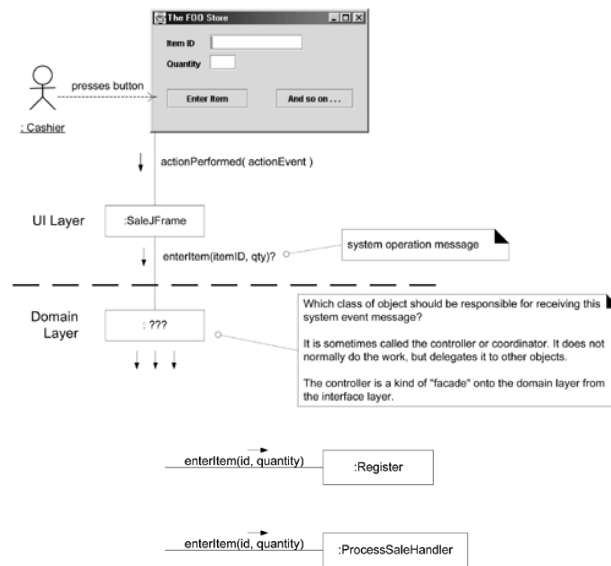 The FOO Store
Item ID
Quantity
Enter Item
And so on . . .
presses button
: Cashier
actionPerformed( actionEvent )
UI Layer
:SaleJFrame
system operation message
enterItem(itemID, qty)?
Which class of object should be responsible for receiving this
system event message?
It is sometimes called the controller or coordinator. It does not
normally do the work, but delegates it to other objects.
The controller is a kind of "facade" onto the domain layer from
the interface layer.
Domain
Layer
: ???
enterItem(id, quantity)
:Register
enterItem(id, quantity)
:ProcessSaleHandler